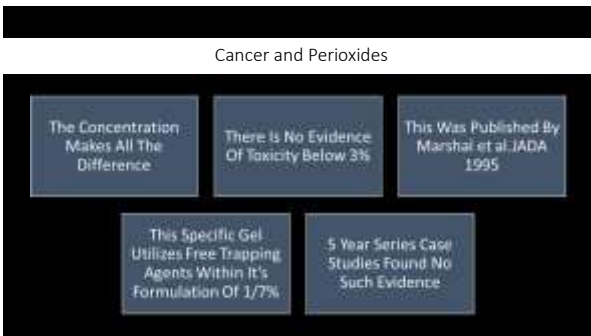 Cancer and Perioxides
The Concentration
Makes All The
Difference
There Is No Evidence
Of Toxicity Below 3%
This Was Published By
Marshal et al.JADA
1995
This Specific Gel
Utilizes Free Trapping
Agents Within It's
Formulation Of 1/7%
5 Year Series Case
Studies Found No
Such Evidence